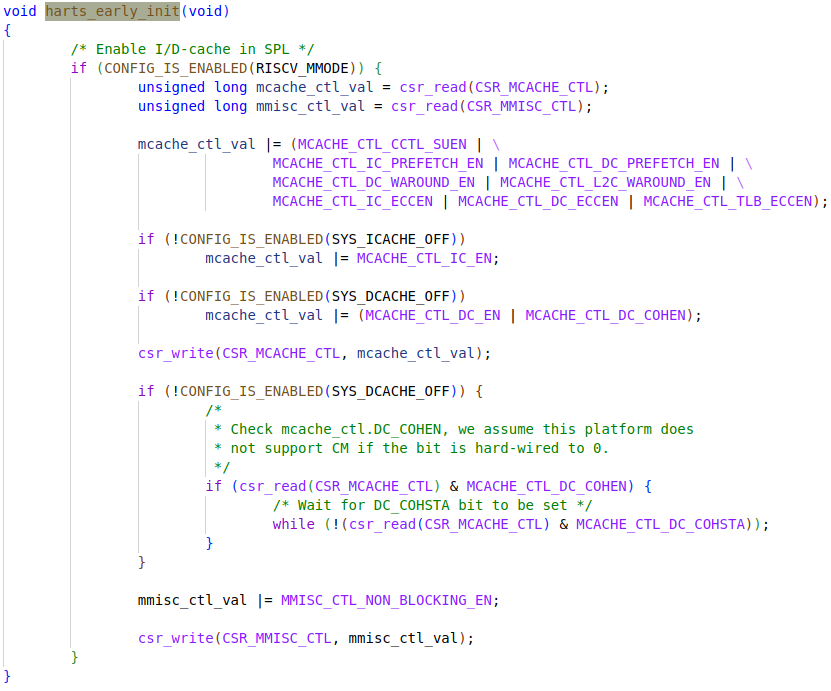 void harts_early_init(void)
{
/* Enable I/D-cache in SPL */
if (CONFIG_IS_ENABLED(RISCV_MMODE)) {
unsigned long mcache_ctl_val = csr_read(CSR_MCACHE_CTL);
unsigned long mmisc_ctl_val = csr_read(CSR_MMISC_CTL);
mcache_ctl_val |= (MCACHE_CTL_CCTL_SUEN | \
MCACHE_CTL_IC_PREFETCH_EN | MCACHE_CTL_DC_PREFETCH_EN | \
MCACHE_CTL_DC_WAROUND_EN | MCACHE_CTL_L2C_WAROUND_EN | \
MCACHE_CTL_IC_ECCEN | MCACHE_CTL_DC_ECCEN | MCACHE_CTL_TLB_ECCEN);
if (!CONFIG_IS_ENABLED(SYS_ICACHE_OFF))
mcache_ctl_val |= MCACHE_CTL_IC_EN;
if (!CONFIG_IS_ENABLED(SYS_DCACHE_OFF))
mcache_ctl_val |= (MCACHE_CTL_DC_EN | MCACHE_CTL_DC_COHEN);
csr_write(CSR_MCACHE_CTL, mcache_ctl_val);
if (!CONFIG_IS_ENABLED(SYS_DCACHE_OFF)) {
/*
* Check mcache_ctl.DC_COHEN, we assume this platform does
* not support CM if the bit is hard-wired to 0.
*/
if (csr_read(CSR_MCACHE_CTL) & MCACHE_CTL_DC_COHEN) {
/* Wait for DC_COHSTA bit to be set */
while (!(csr_read(CSR_MCACHE_CTL) & MCACHE_CTL_DC_COHSTA));
}
}
mmisc_ctl_val |= MMISC_CTL_NON_BLOCKING_EN;
csr_write(CSR_MMISC_CTL, mmisc_ctl_val);
}
}